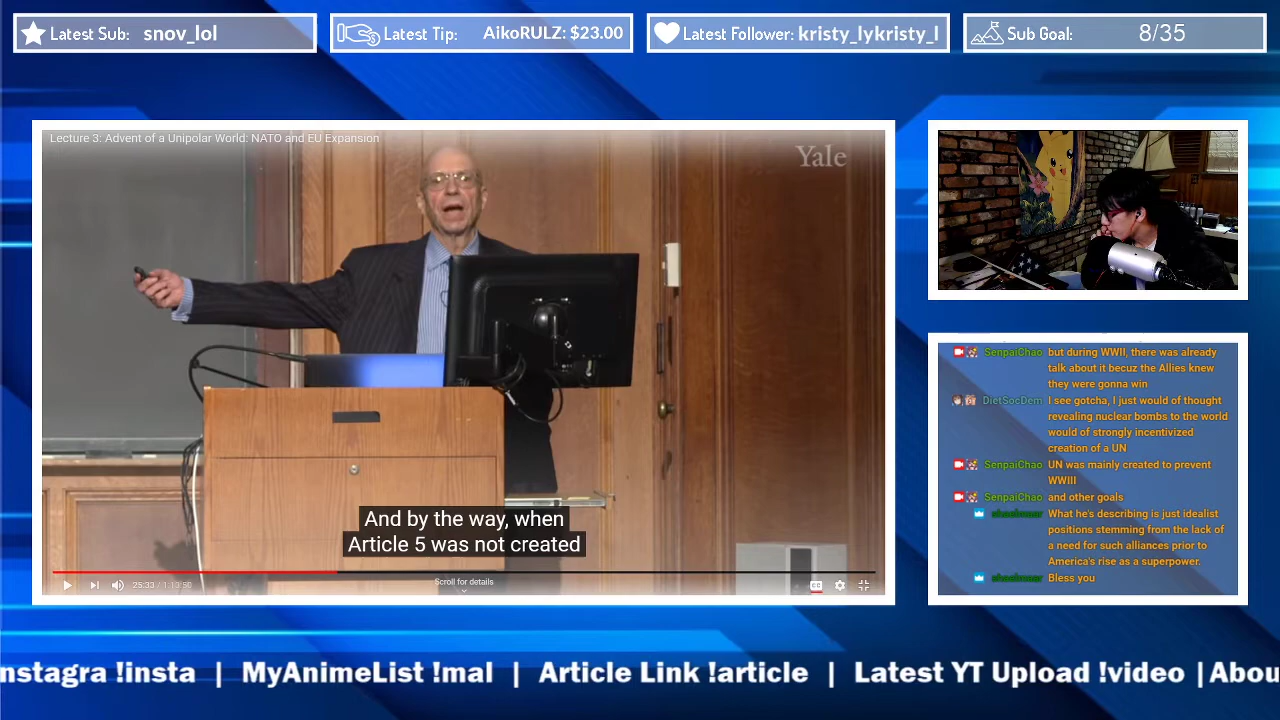 Latest Sub: snov_lol
Latest Tip: AikoRULZ: $23.00
Latest Follower: kristy_lykristy_l
Sub Goal: 8/35
Lecture 3: Advent of a Unipolar World: NATO and EU Expansion
Yale
And by the way, when
Article 5 was not created
25:33 / 1:13:50
Scroll for details
CC
SenpaiChao but during WWII, there was already
talk about it becuz the Allies knew
they were gonna win
DietSocDem I see gotcha, I just would of thought
revealing nuclear bombs to the world
would of strongly incentivized
creation of a UN
SenpaiChao UN was mainly created to prevent
WWIII
SenpaiChao and other goals
What he's describing is just idealist
positions stemming from the lack of
a need for such alliances prior to
America's rise as a superpower.
Bless you
nstagra !insta | MyAnimeList !mal | Article Link !article | Latest YT Upload !video | Abou